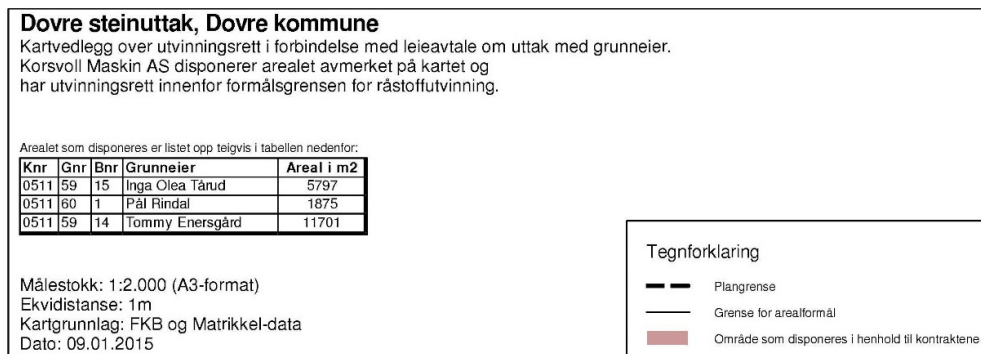 Dovre steinuttak, Dovre kommune
Kartvedlegg over utvinningsrett i forbindelse med leieavtale om uttak med grunneier.
Korsvoll Maskin AS disponerer arealet avmerket på kartet og
har utvinningsrett innenfor formålsgrensen for råstoffutvinning.
Arealet som disponeres er listet opp teigvis i tabellen nedenfor:
Knr Gnr Bnr Grunneier Areal i m2
0511 59 15 Inga Olea Tårud 5797
0511 60 1 Pål Rindal 1875
0511 59 14 Tommy Enersgård 11701
Målestokk: 1:2.000 (A3-format)
Ekvidistanse: 1m
Kartgrunnlag: FKB og Matrikkel-data
Dato: 09.01.2015
Tegnforklaring
Plangrense
Grense for arealformål
Område som disponeres i henhold til kontraktene